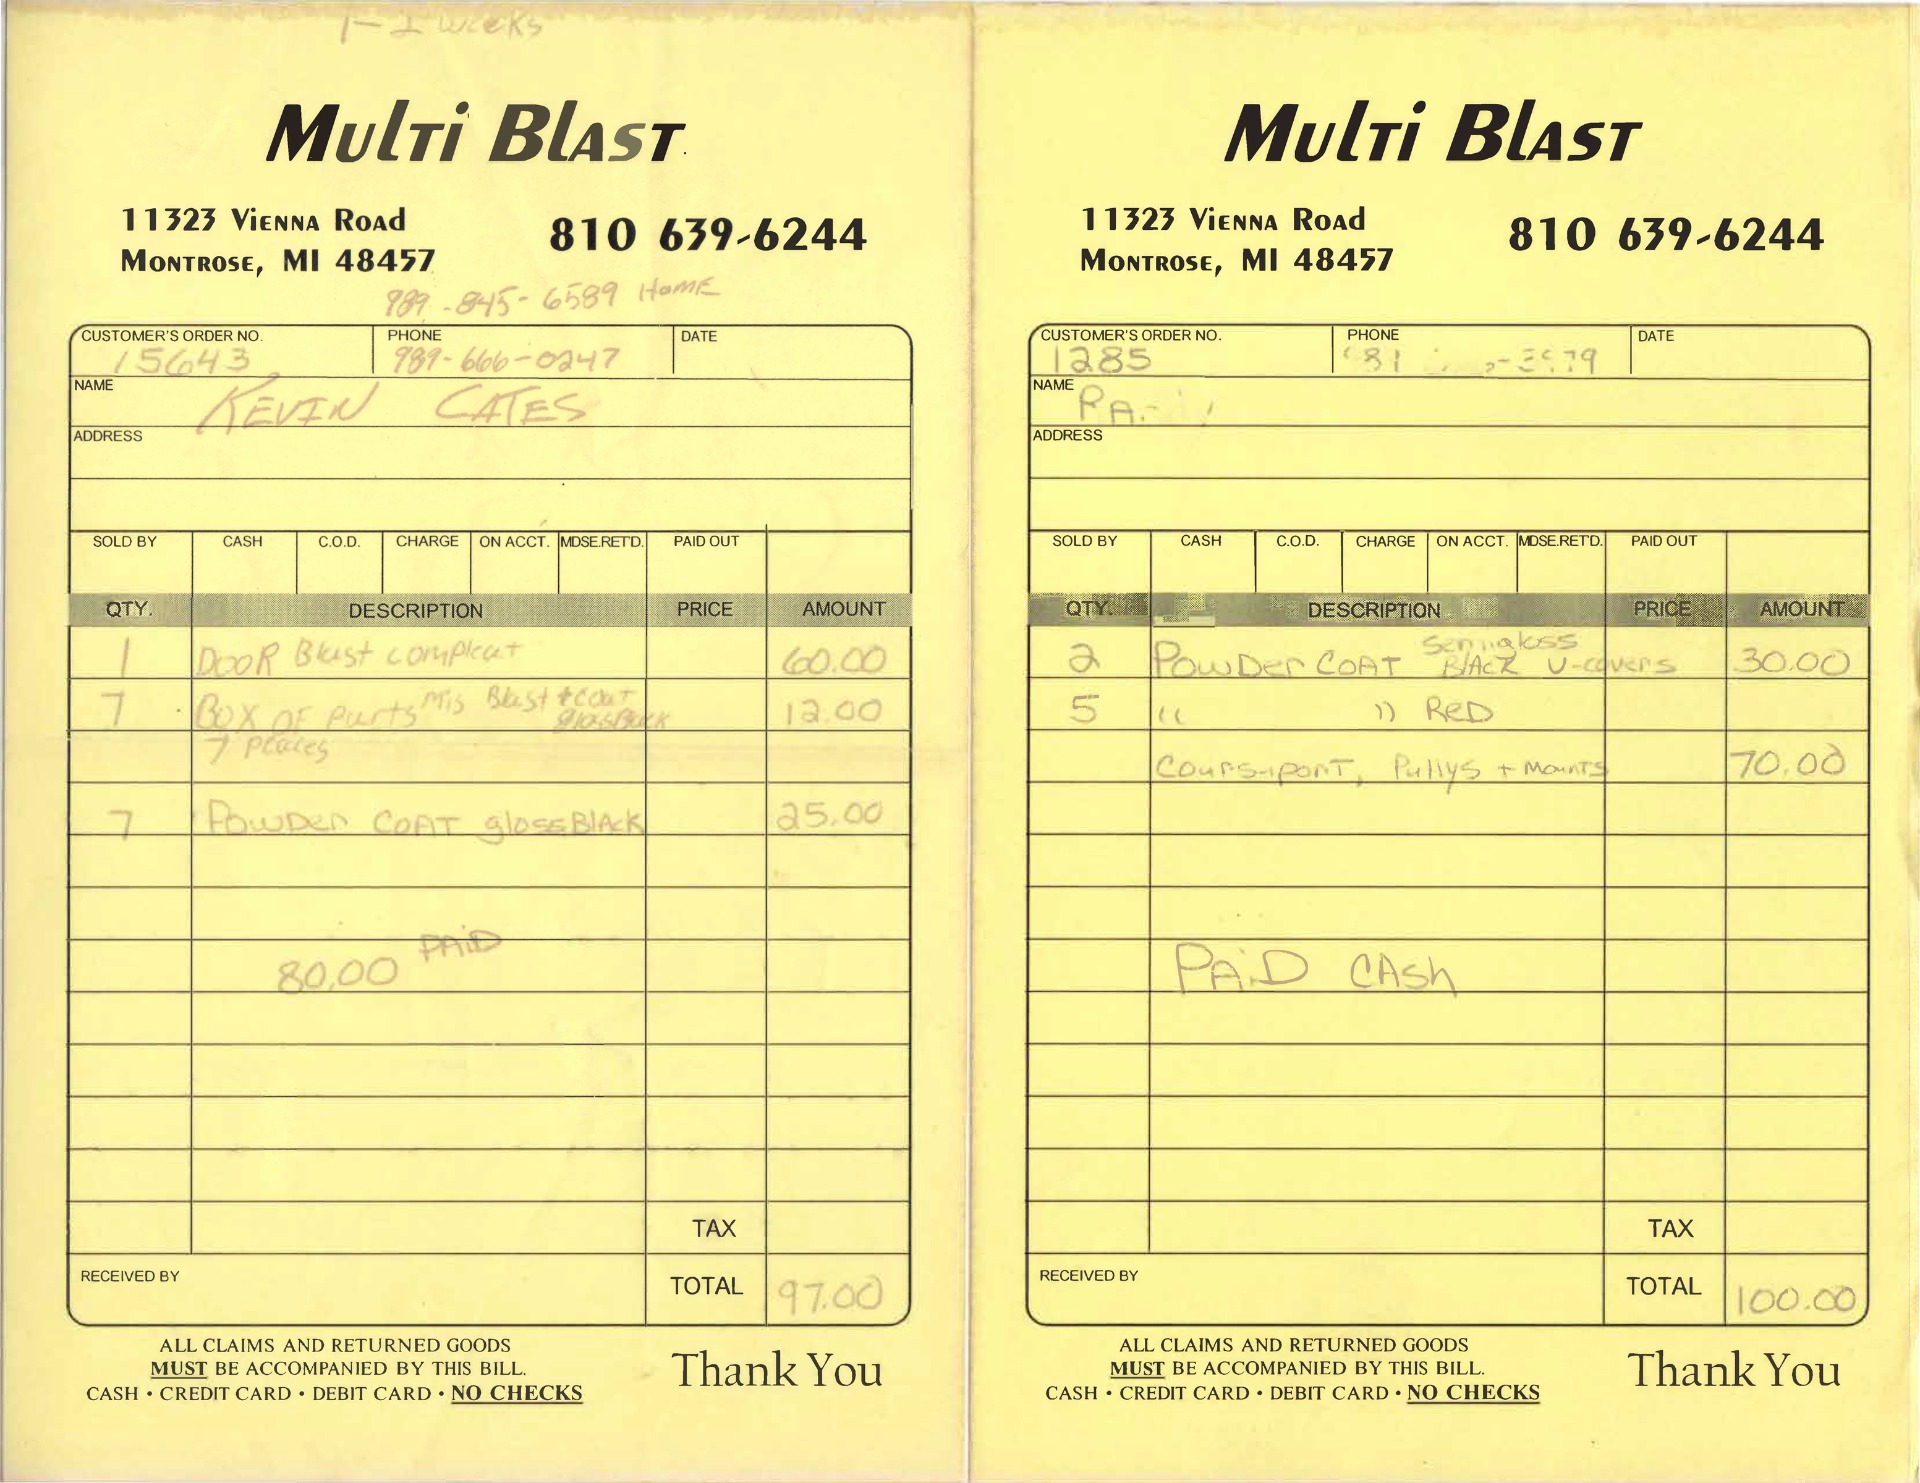 1-2 weeks
Multi Blast
11323 Vienna Road
Montrose, MI 48457
810 639-6244
989-845-6589 Home
CUSTOMER'S ORDER NO. PHONE DATE
15643 989-666-0247
NAME
KEVIN CATES
ADDRESS
SOLD BY CASH C.O.D. CHARGE ON ACCT. MDSE.RET'D. PAID OUT
QTY. DESCRIPTION PRICE AMOUNT
1 DOOR Blast compleat 60.00
7 BOX OF parts Mis Blast + coat glossBlack 12.00
7 pieces
7 POWDER COAT glossBlAck 25.00
PAID
80.00
TAX
RECEIVED BY
TOTAL 97.00
ALL CLAIMS AND RETURNED GOODS
MUST BE ACCOMPANIED BY THIS BILL.
CASH • CREDIT CARD • DEBIT CARD • NO CHECKS
Thank You
Multi Blast
11323 Vienna Road
Montrose, MI 48457
810 639-6244
CUSTOMER'S ORDER NO. PHONE DATE
1285
NAME
ADDRESS
SOLD BY CASH C.O.D. CHARGE ON ACCT. MDSE.RET'D. PAID OUT
QTY. DESCRIPTION PRICE AMOUNT
2 POWDER COAT Semigloss BlAcK U-covers 30.00
5 " " RED
Pullys + Mounts 70.00
PAID CASh
TAX
RECEIVED BY
TOTAL 100.00
ALL CLAIMS AND RETURNED GOODS
MUST BE ACCOMPANIED BY THIS BILL.
CASH • CREDIT CARD • DEBIT CARD • NO CHECKS
Thank You